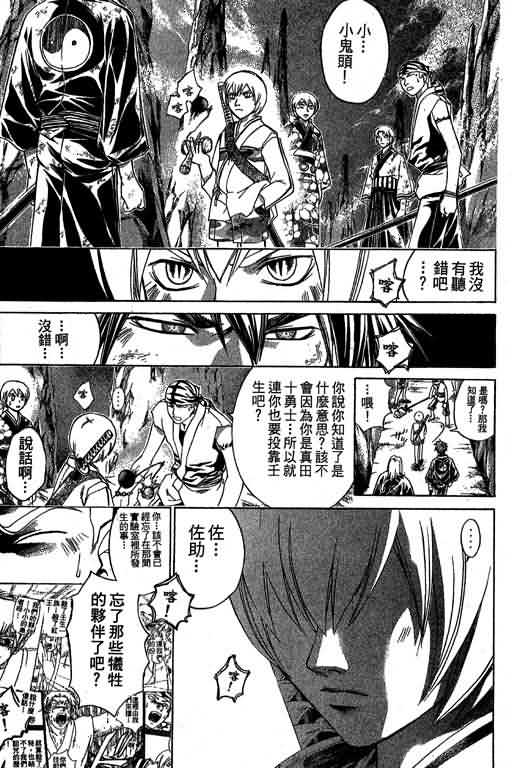 小…
小鬼頭！
喀
喀
我沒
有聽
錯吧
…？
喀
…啊…
沒錯…
喀
是嗎？那我
知道了…
…喂！
你說你知道了是
什麼意思？該不
會因為你是真田
十勇士…所以就
連你也要投靠壬
生吧？
…
說話啊…
…
佐…
佐助…
喀！
你…該不會已
經忘了在那間
實驗室裡所發
生的事…
忘了那些犧牲
的夥伴了吧？
喀！
喀！